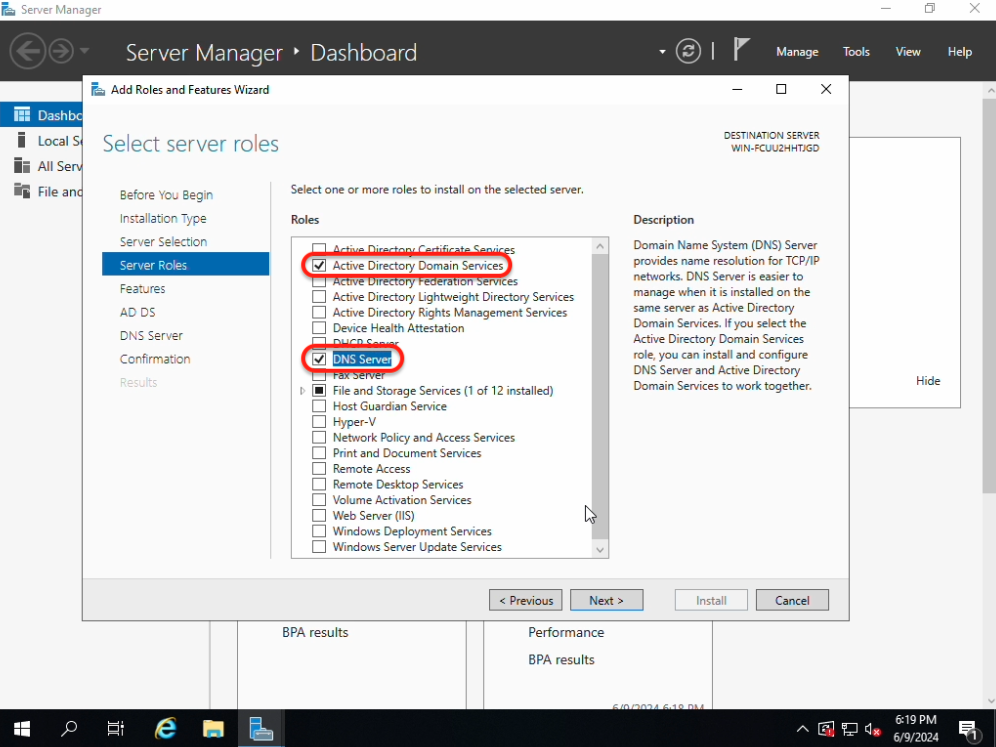 Server Manager
Server Manager • Dashboard
Manage Tools View Help
Dashbo
Local Se
All Serv
File and
Add Roles and Features Wizard
Select server roles
DESTINATION SERVER
WIN-FCUU2HHTJGD
Before You Begin
Installation Type
Server Selection
Server Roles
Features
AD DS
DNS Server
Confirmation
Results
Select one or more roles to install on the selected server.
Roles
Active Directory Certificate Services
Active Directory Domain Services
Active Directory Federation Services
Active Directory Lightweight Directory Services
Active Directory Rights Management Services
Device Health Attestation
DHCP Server
DNS Server
Fax Server
File and Storage Services (1 of 12 installed)
Host Guardian Service
Hyper-V
Network Policy and Access Services
Print and Document Services
Remote Access
Remote Desktop Services
Volume Activation Services
Web Server (IIS)
Windows Deployment Services
Windows Server Update Services
Description
Domain Name System (DNS) Server
provides name resolution for TCP/IP
networks. DNS Server is easier to
manage when it is installed on the
same server as Active Directory
Domain Services. If you select the
Active Directory Domain Services
role, you can install and configure
DNS Server and Active Directory
Domain Services to work together.
Hide
< Previous Next > Install Cancel
BPA results
Performance
BPA results
6/9/2024 6:18 PM
6:19 PM
6/9/2024
1